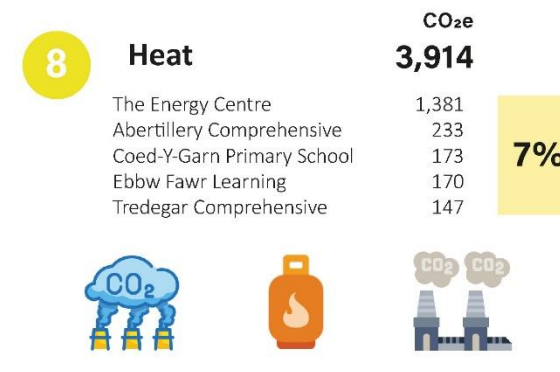 CO₂e
8 Heat 3,914
The Energy Centre 1,381
Abertillery Comprehensive 233
Coed-Y-Garn Primary School 173
7%
Ebbw Fawr Learning 170
Tredegar Comprehensive 147
CO₂
CO₂ CO₂